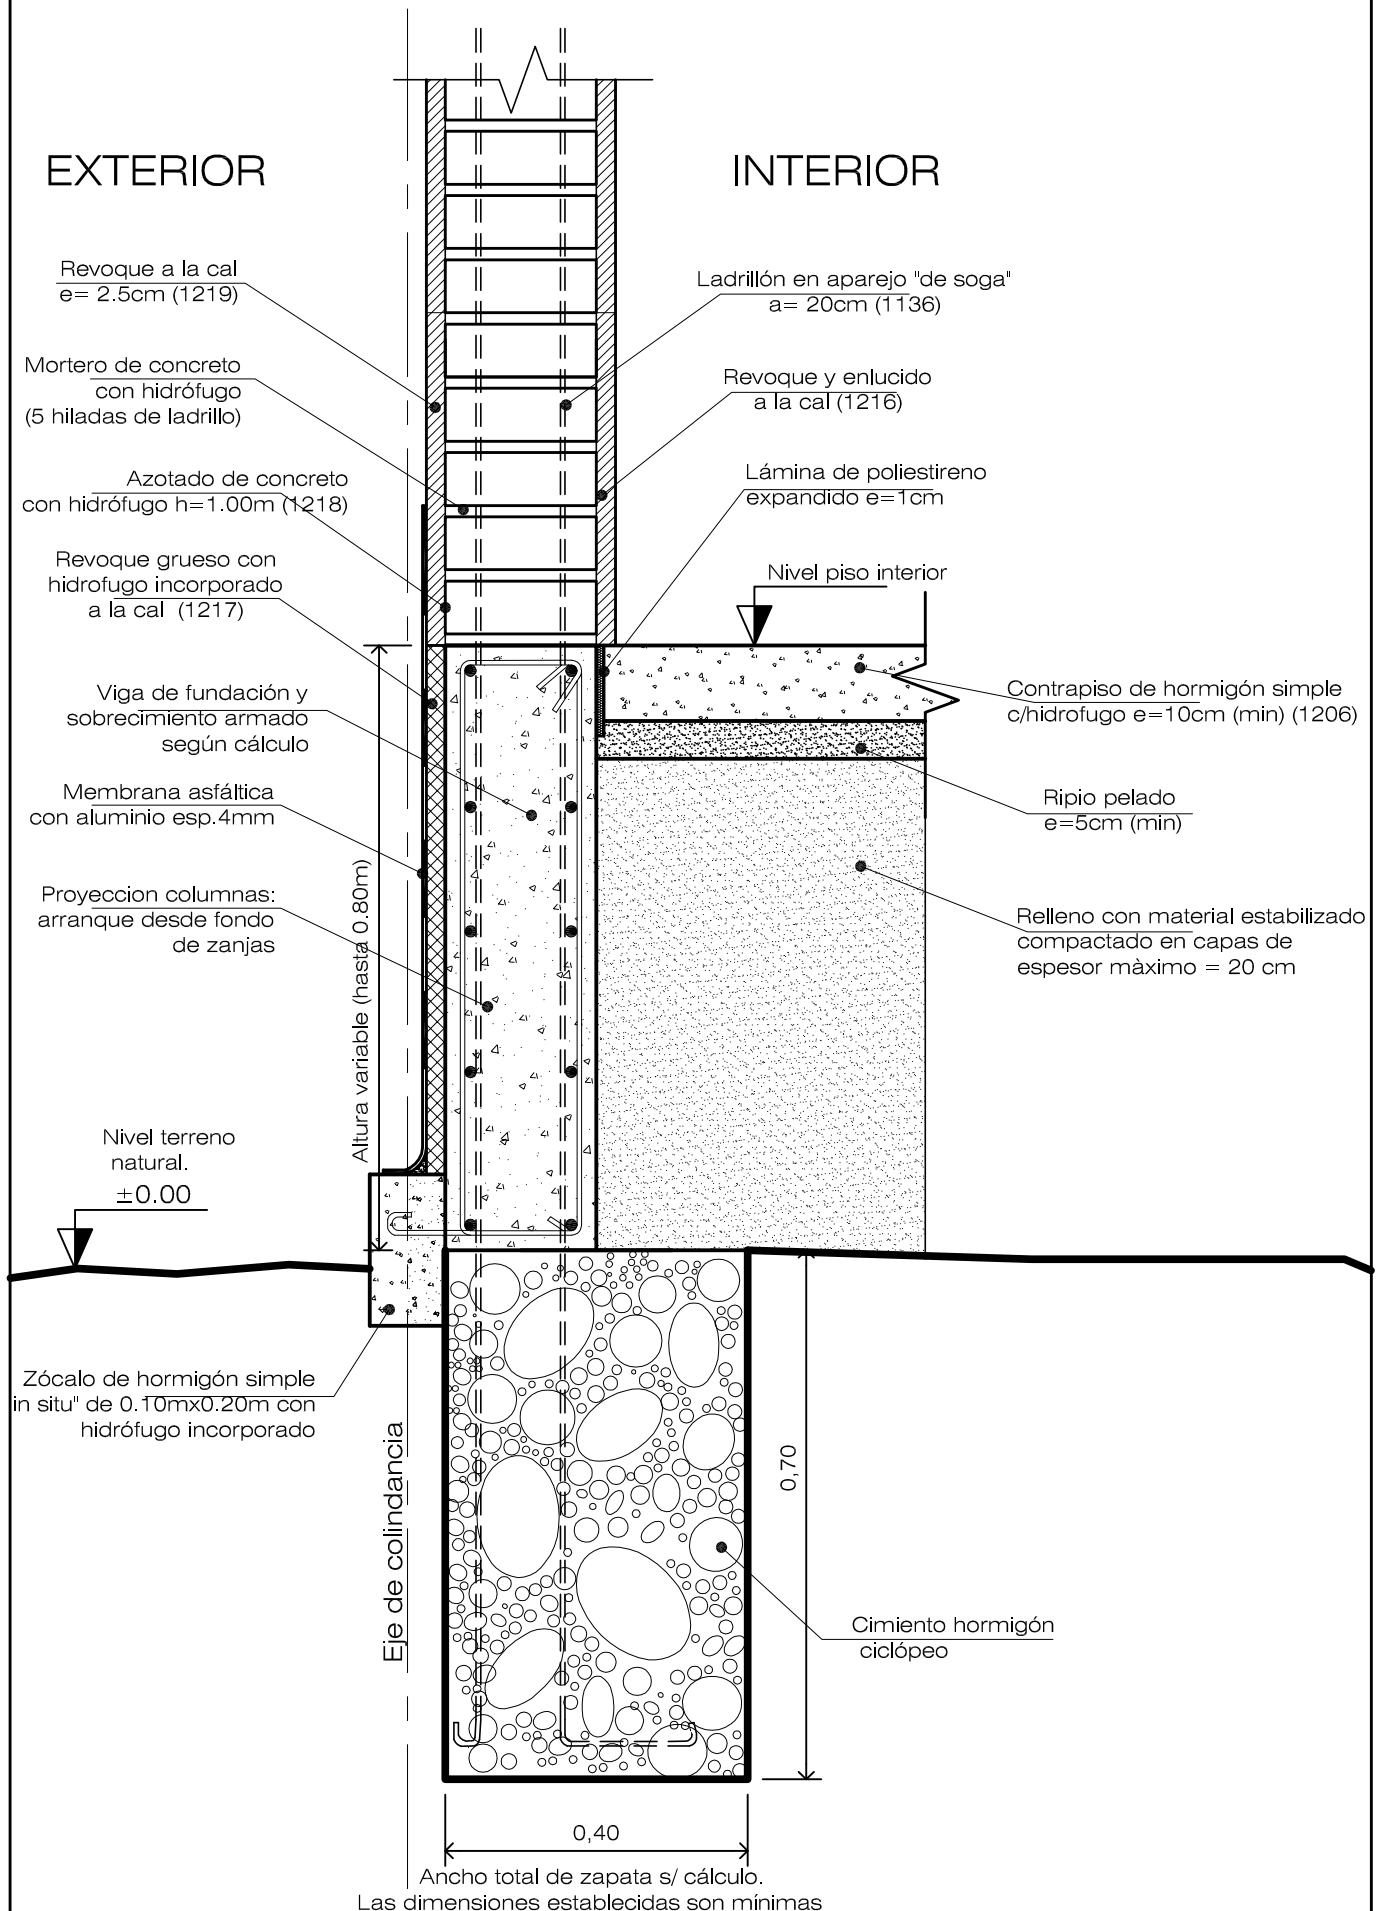 EXTERIOR
INTERIOR
Revoque a la cal
e= 2.5cm (1219)
Mortero de concreto
con hidrófugo
(5 hiladas de ladrillo)
Azotado de concreto
con hidrófugo h=1.00m (1218)
Revoque grueso con
hidrofugo incorporado
a la cal (1217)
Viga de fundación y
sobrecimiento armado
según cálculo
Membrana asfáltica
con aluminio esp.4mm
Proyeccion columnas:
arranque desde fondo
de zanjas
Altura variable (hasta 0.80m)
Nivel terreno
natural.
±0.00
Zócalo de hormigón simple
in situ" de 0.10mx0.20m con
hidrófugo incorporado
Eje de colindancia
Ladrillón en aparejo "de soga"
a= 20cm (1136)
Revoque y enlucido
a la cal (1216)
Lámina de poliestireno
expandido e=1cm
Nivel piso interior
Contrapiso de hormigón simple
c/hidrofugo e=10cm (min) (1206)
Ripio pelado
e=5cm (min)
Relleno con material estabilizado
compactado en capas de
espesor màximo = 20 cm
0,70
Cimiento hormigón
ciclópeo
0,40
Ancho total de zapata s/ cálculo.
Las dimensiones establecidas son mínimas